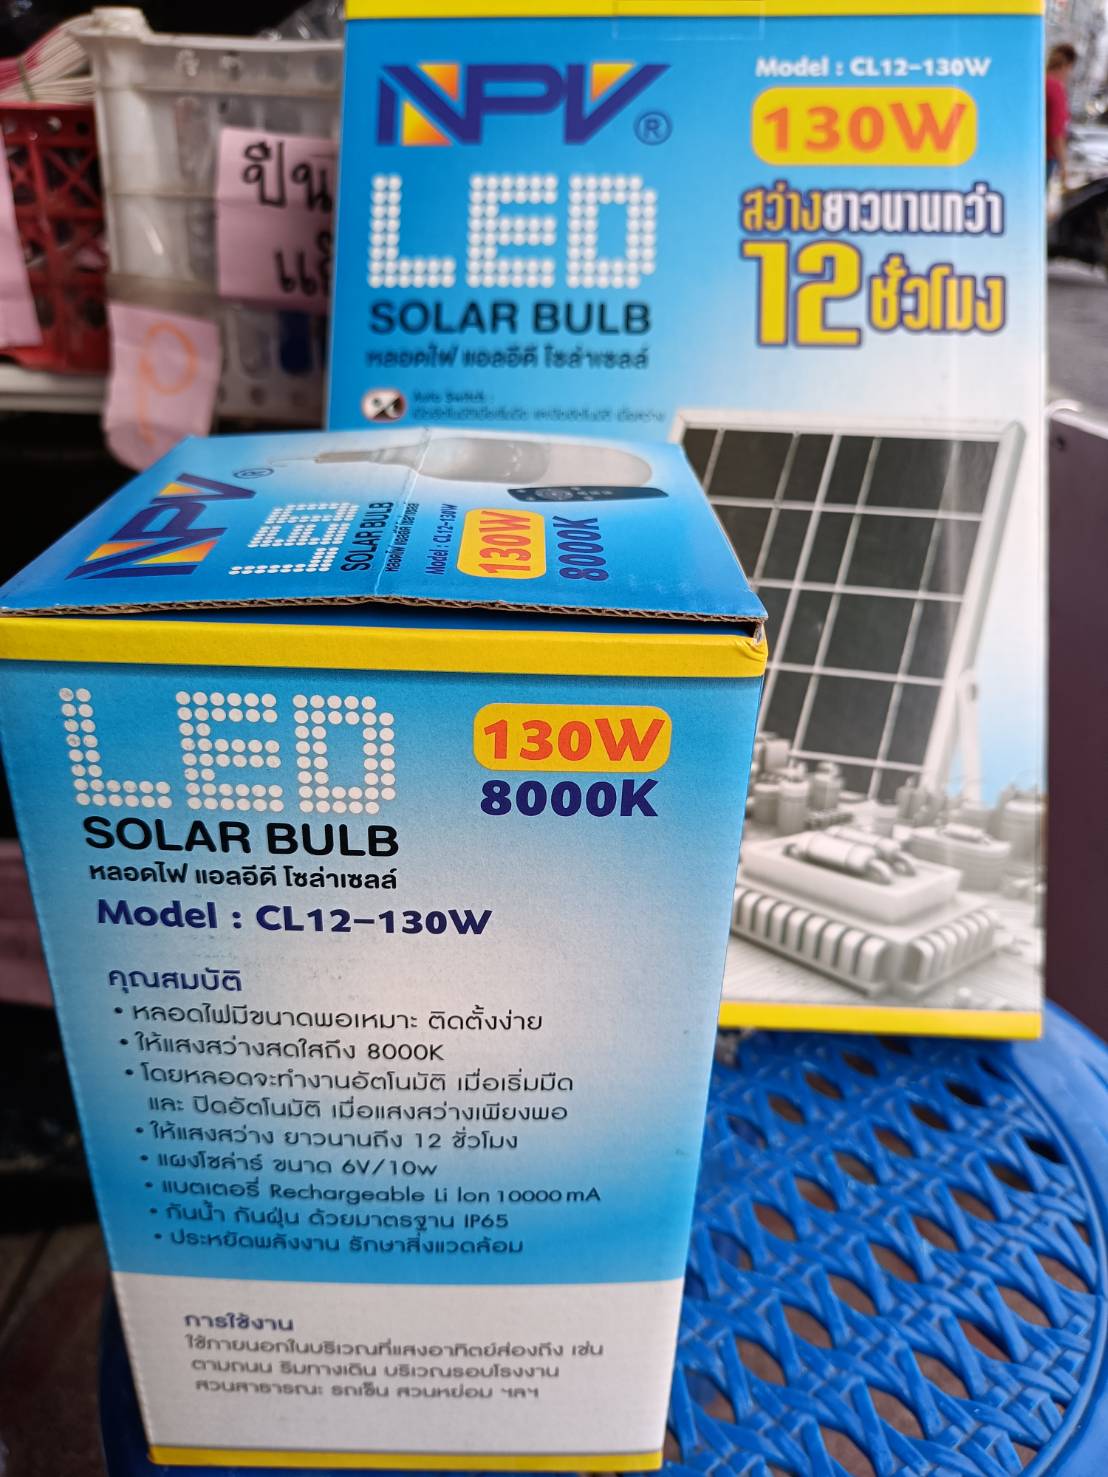 ปืน
NPV®
LED
SOLAR BULB
หลอดไฟ แอลอีดี โซล่าเซลล์
Auto Switch :
Model : CL12-130W
130W
สว่างยาวนานกว่า
12 ชั่วโมง
NPV®
LED
SOLAR BULB
หลอดไฟ แอลอีดี โซล่าเซลล์
Model : CL12-130W
130W
8000K
LED
SOLAR BULB
หลอดไฟ แอลอีดี โซล่าเซลล์
130W
8000K
Model : CL12-130W
คุณสมบัติ
• หลอดไฟมีขนาดพอเหมาะ ติดตั้งง่าย
• ให้แสงสว่างสดใสถึง 8000K
• โดยหลอดจะทำงานอัตโนมัติ เมื่อเริ่มมืด
และ ปิดอัตโนมัติ เมื่อแสงสว่างเพียงพอ
• ให้แสงสว่าง ยาวนานถึง 12 ชั่วโมง
• แผงโซล่าร์ ขนาด 6V/10w
• แบตเตอรี่ Rechargeable Li Ion 10000 mA
• กันน้ำ กันฝุ่น ด้วยมาตรฐาน IP65
• ประหยัดพลังงาน รักษาสิ่งแวดล้อม
การใช้งาน
ใช้ภายนอกในบริเวณที่แสงอาทิตย์ส่องถึง เช่น
ตามถนน ริมทางเดิน บริเวณรอบโรงงาน
สวนสาธารณะ รถเข็น สวนหย่อม ฯลฯ